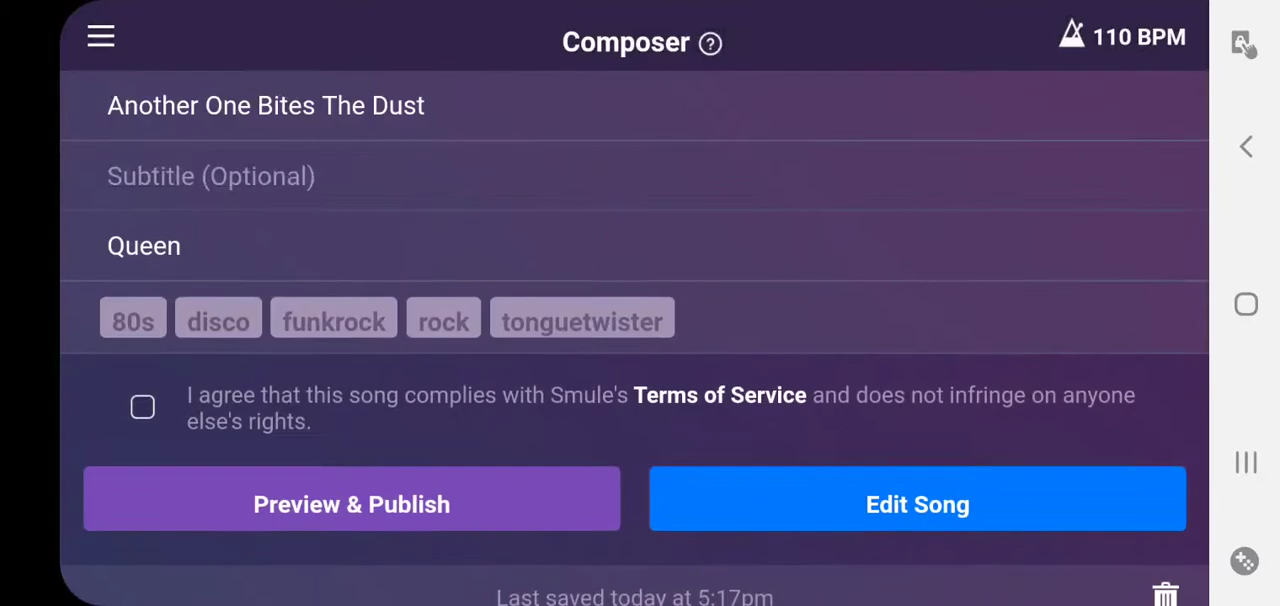 Composer ?
110 BPM
Another One Bites The Dust
Subtitle (Optional)
Queen
80s disco funkrock rock tonguetwister
I agree that this song complies with Smule's Terms of Service and does not infringe on anyone
else's rights.
Preview & Publish
Edit Song
Last saved today at 5:17pm